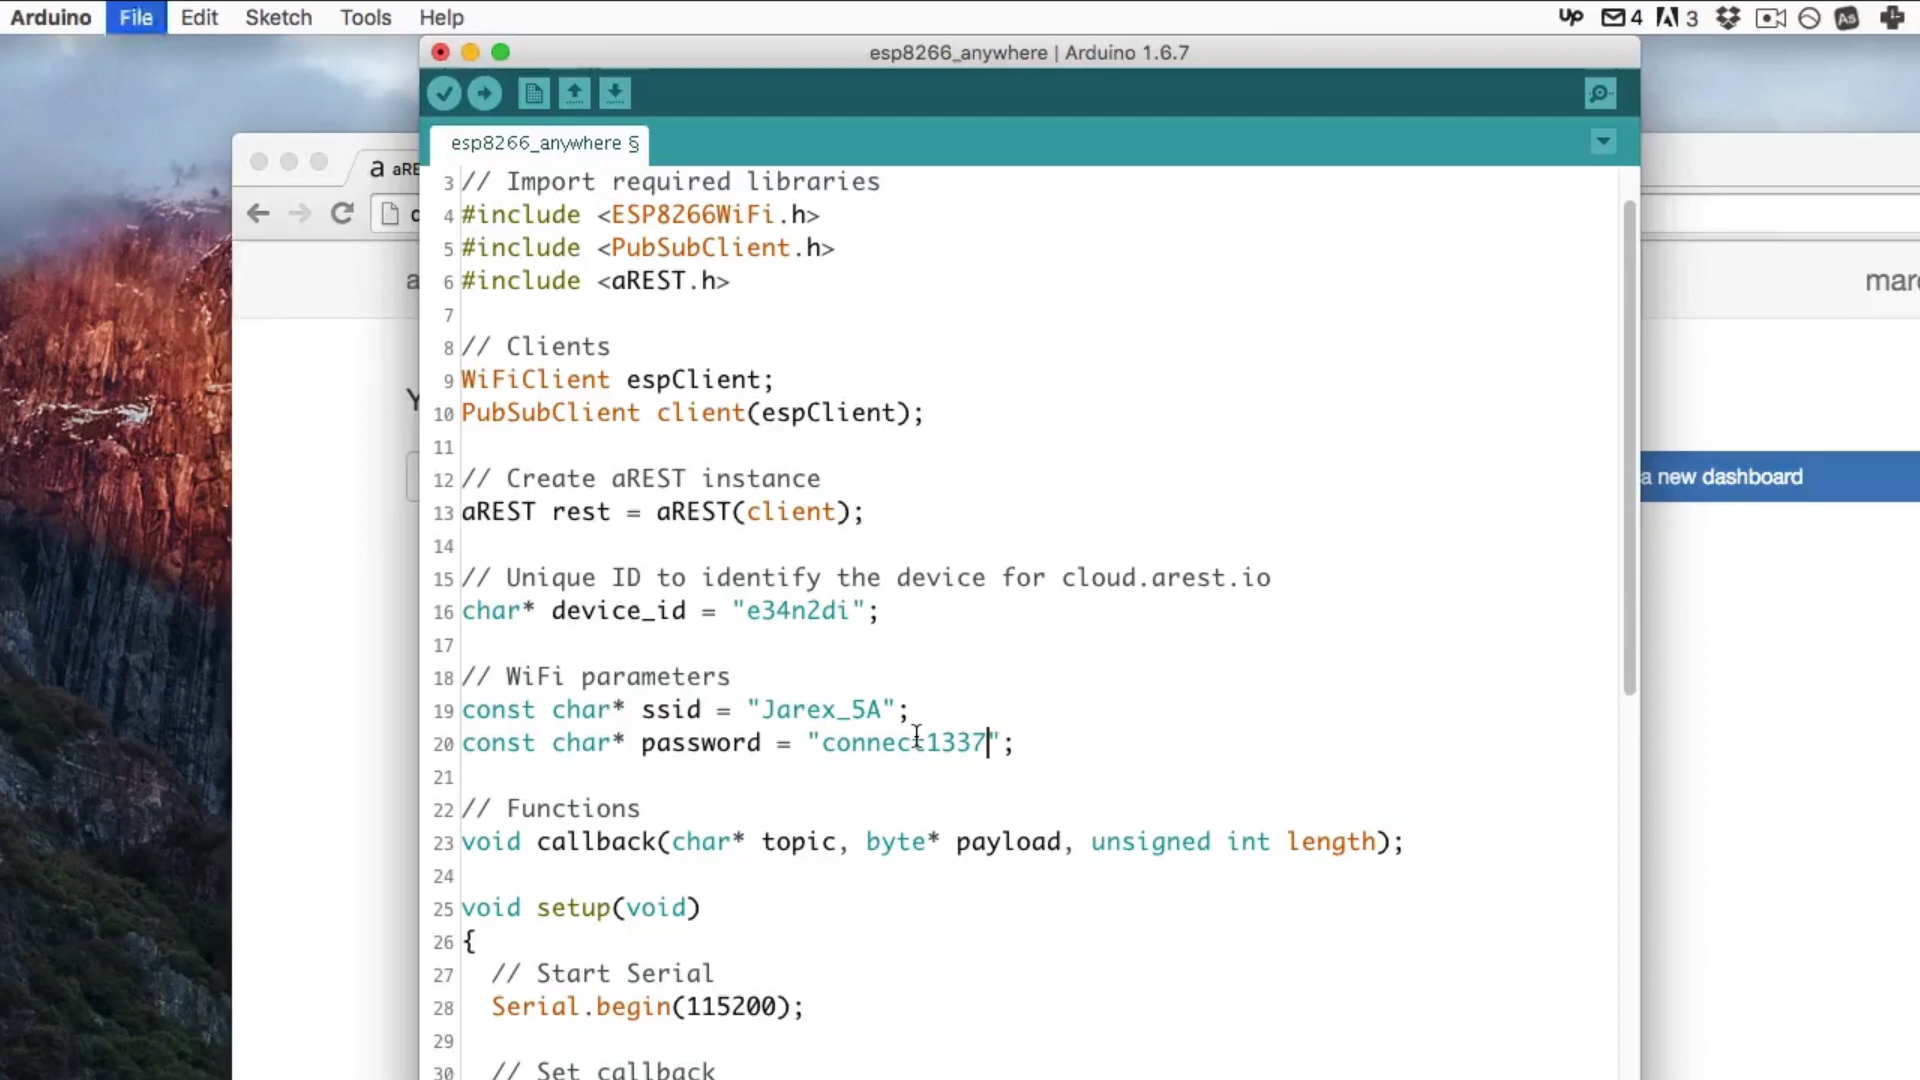 Arduino File Edit Sketch Tools Help 4 3
esp8266_anywhere | Arduino 1.6.7
esp8266_anywhere §
a
3 // Import required libraries
4 #include <ESP8266WiFi.h>
5 #include <PubSubClient.h>
6 #include <aREST.h>
7
8 // Clients
9 WiFiClient espClient;
10 PubSubClient client(espClient);
11
12 // Create aREST instance
13 aREST rest = aREST(client);
14
a new dashboard
15 // Unique ID to identify the device for cloud.arest.io
16 char* device_id = "e34n2di";
17
18 // WiFi parameters
19 const char* ssid = "Jarex_5A";
20 const char* password = "connect1337";
21
22 // Functions
23 void callback(char* topic, byte* payload, unsigned int length);
24
25 void setup(void)
26 {
27 // Start Serial
28 Serial.begin(115200);
29
30 // Set callback